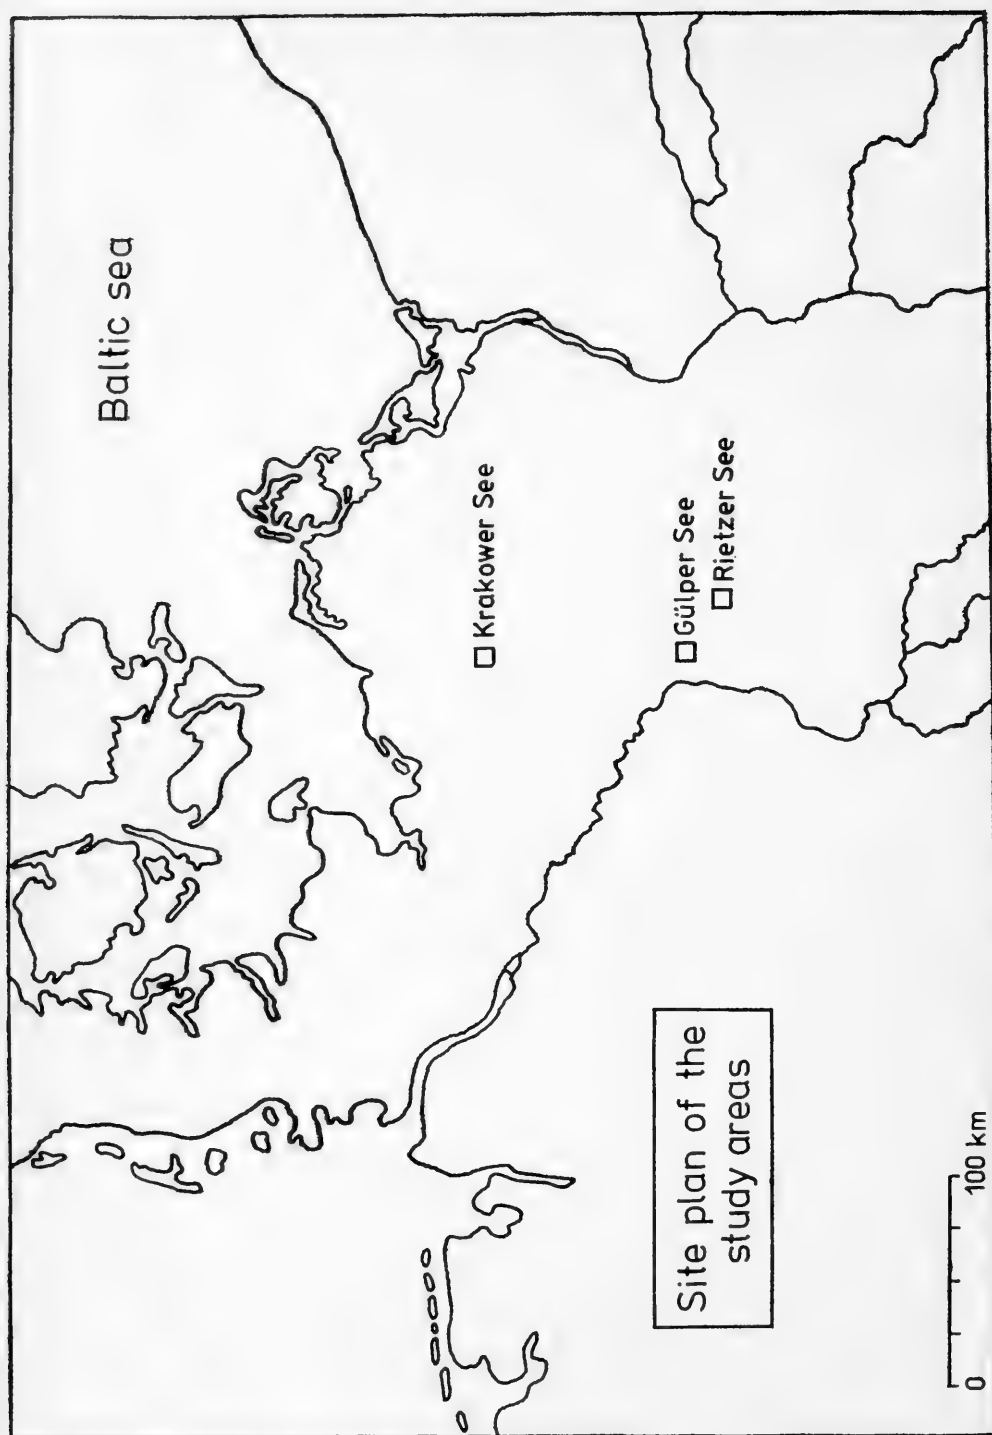 Baltic sea
Krakower See
Gülper See
Rietzer See
Site plan of the
study areas
0
100 km